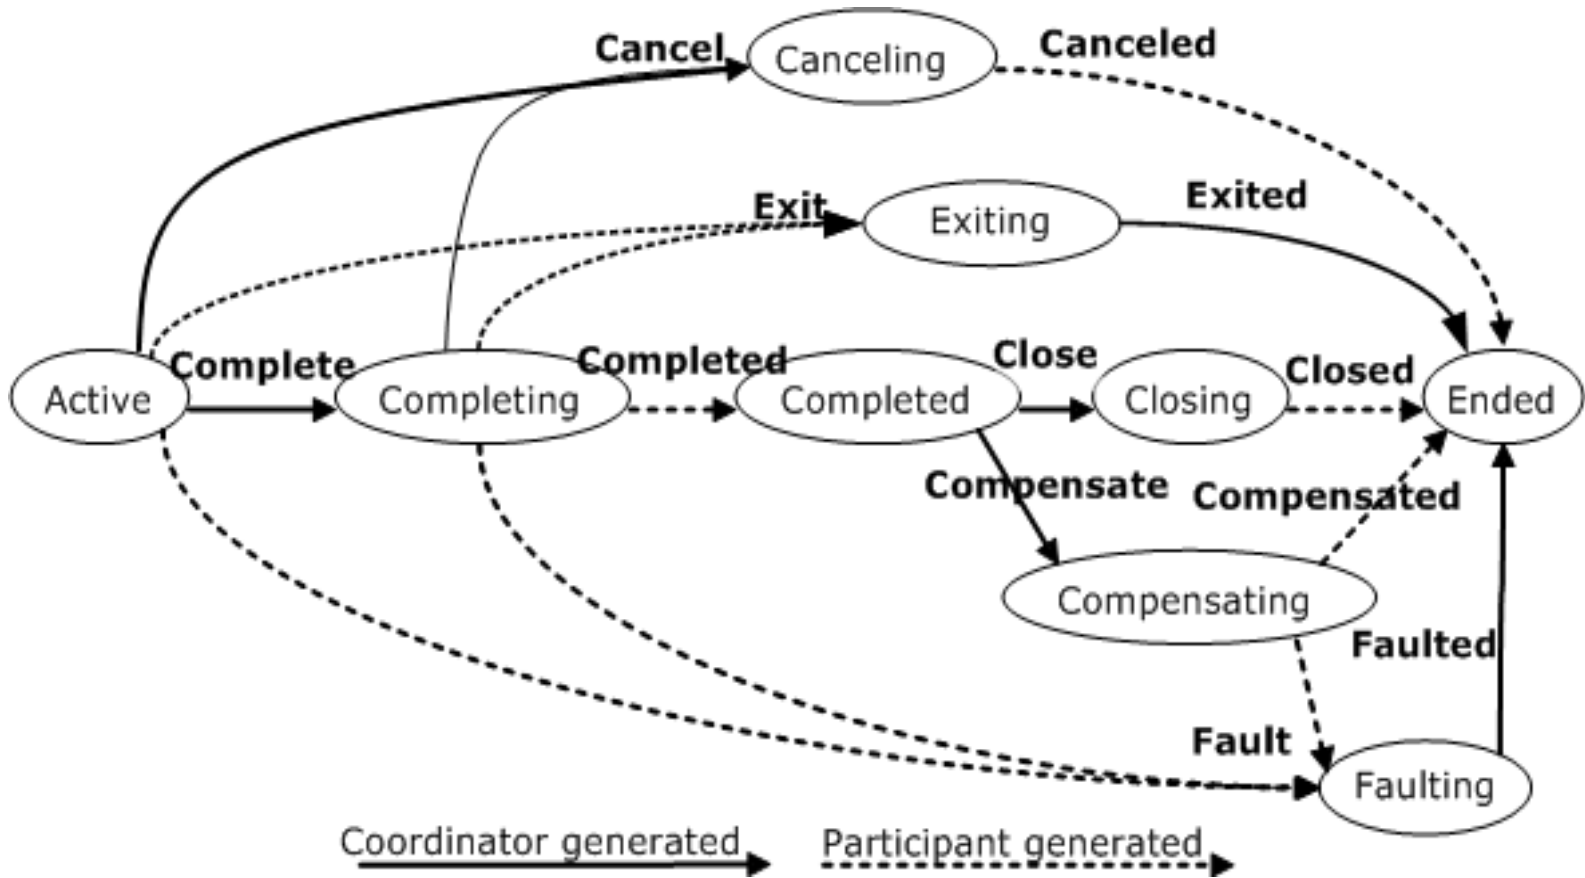 Cancel
Canceling
Canceled
Exit
Exiting
Exited
Active
Complete
Completing
Completed
Completed
Close
Closing
Closed
Ended
Compensate
Compensated
Compensating
Faulted
Fault
Faulting
Coordinator generated
Participant generated